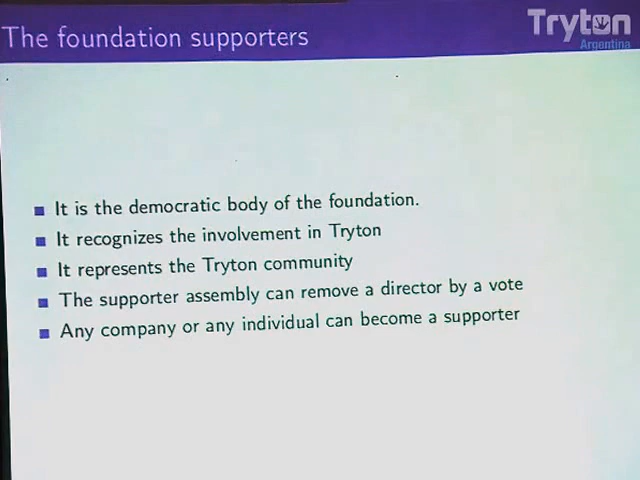 The foundation supporters
Tryton
Argentina
It is the democratic body of the foundation.
It recognizes the involvement in Tryton
It represents the Tryton community
The supporter assembly can remove a director by a vote
Any company or any individual can become a supporter